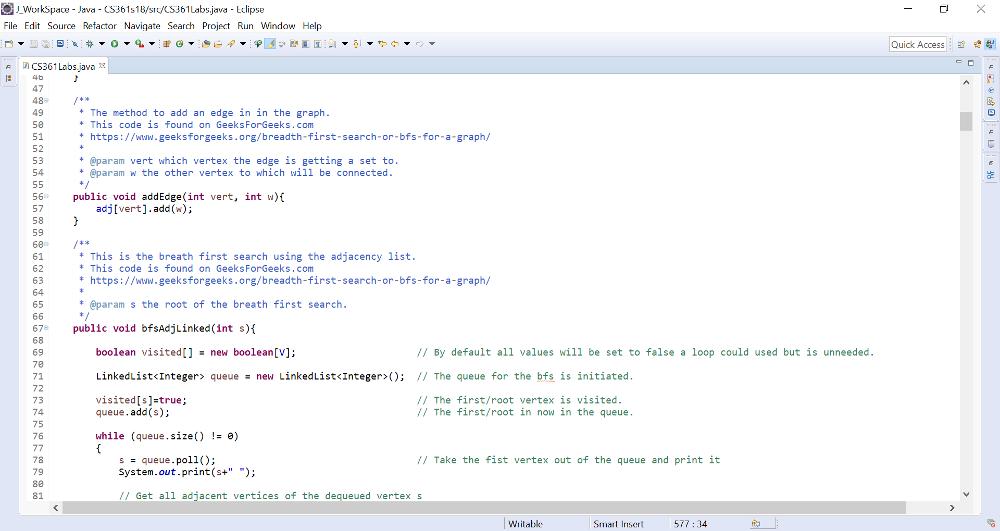 J_WorkSpace - Java - CS361s18/src/CS361Labs.java - Eclipse
File Edit Source Refactor Navigate Search Project Run Window Help
Quick Access
CS361Labs.java
46     }
47
48     /**
49      * The method to add an edge in in the graph.
50      * This code is found on GeeksForGeeks.com
51      * https://www.geeksforgeeks.org/breadth-first-search-or-bfs-for-a-graph/
52      *
53      * @param vert which vertex the edge is getting a set to.
54      * @param w the other vertex to which will be connected.
55      */
56     public void addEdge(int vert, int w){
57         adj[vert].add(w);
58     }
59
60     /**
61      * This is the breath first search using the adjacency list.
62      * This code is found on GeeksForGeeks.com
63      * https://www.geeksforgeeks.org/breadth-first-search-or-bfs-for-a-graph/
64      *
65      * @param s the root of the breath first search.
66      */
67     public void bfsAdjLinked(int s){
68
69         boolean visited[] = new boolean[V];                     // By default all values will be set to false a loop could used but is unneeded.
70
71         LinkedList<Integer> queue = new LinkedList<Integer>();  // The queue for the bfs is initiated.
72
73         visited[s]=true;                                        // The first/root vertex is visited.
74         queue.add(s);                                           // The first/root in now in the queue.
75
76         while (queue.size() != 0)
77         {
78             s = queue.poll();                                   // Take the fist vertex out of the queue and print it
79             System.out.print(s+" ");
80
81             // Get all adjacent vertices of the dequeued vertex s
Writable Smart Insert 577 : 34